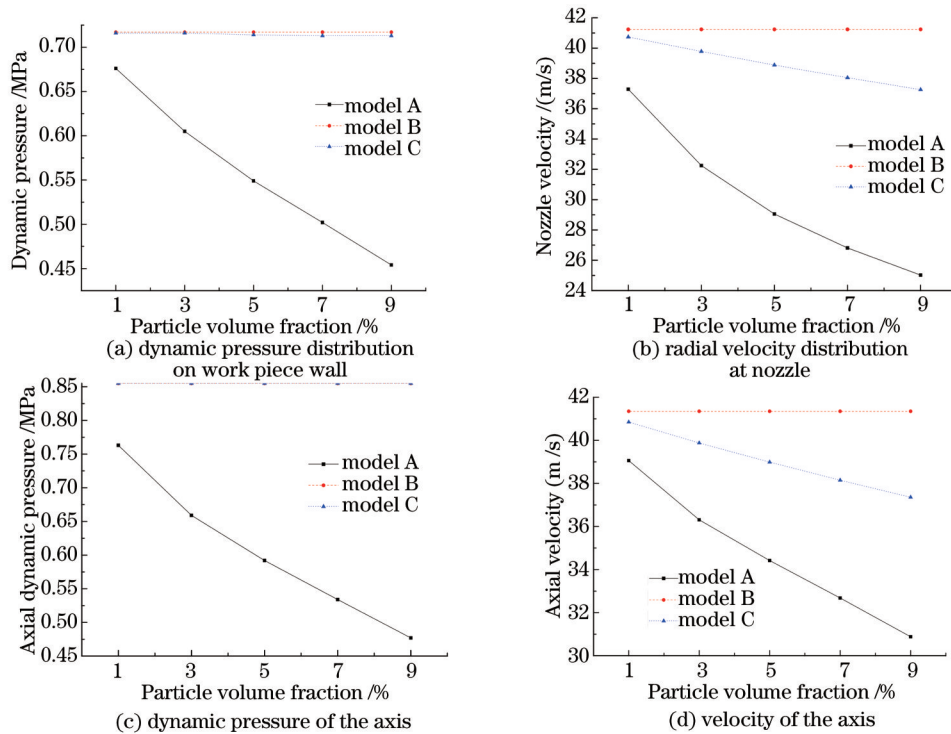 Dynamic pressure /MPa
0.70
0.65
0.60
0.55
0.50
0.45
model A
model B
model C
1 3 5 7 9
Particle volume fraction /%
(a) dynamic pressure distribution
on work piece wall
Nozzle velocity /(m/s)
42
40
38
36
34
32
30
28
26
24
model A
model B
model C
1 3 5 7 9
Particle volume fraction /%
(b) radial velocity distribution
at nozzle
Axial dynamic pressure /MPa
0.85
0.80
0.75
0.70
0.65
0.60
0.55
0.50
0.45
model A
model B
model C
1 3 5 7 9
Particle volume fraction /%
(c) dynamic pressure of the axis
Axial velocity (m /s)
42
40
38
36
34
32
30
model A
model B
model C
1 3 5 7 9
Particle volume fraction /%
(d) velocity of the axis